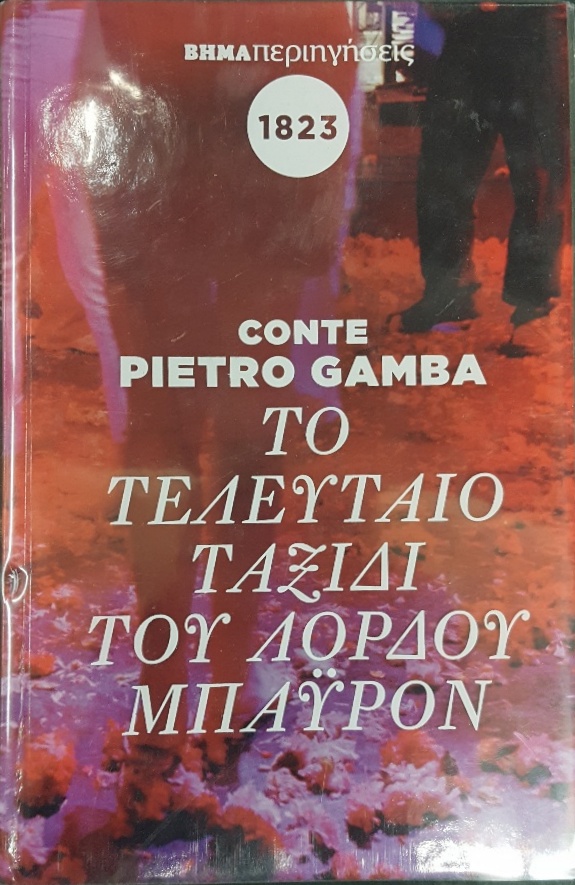 ΒΗΜΑπεριηγήσεις
1823
CONTE
PIETRO GAMBA
ΤΟ
ΤΕΛΕΥΤΑΙΟ
ΤΑΞΙΔΙ
ΤΟΥ ΛΟΡΔΟΥ
ΜΠΑΫΡΟΝ